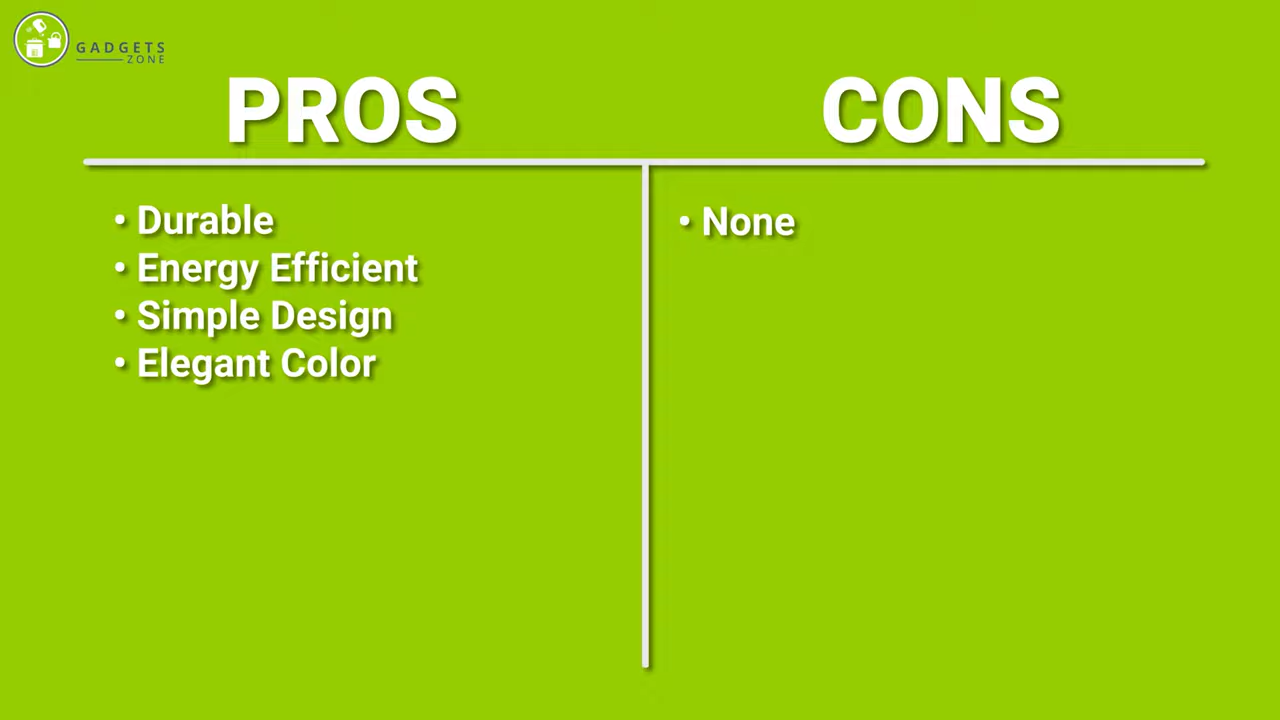 GADGETS
ZONE
PROS
CONS
• Durable
• Energy Efficient
• Simple Design
• Elegant Color
• None